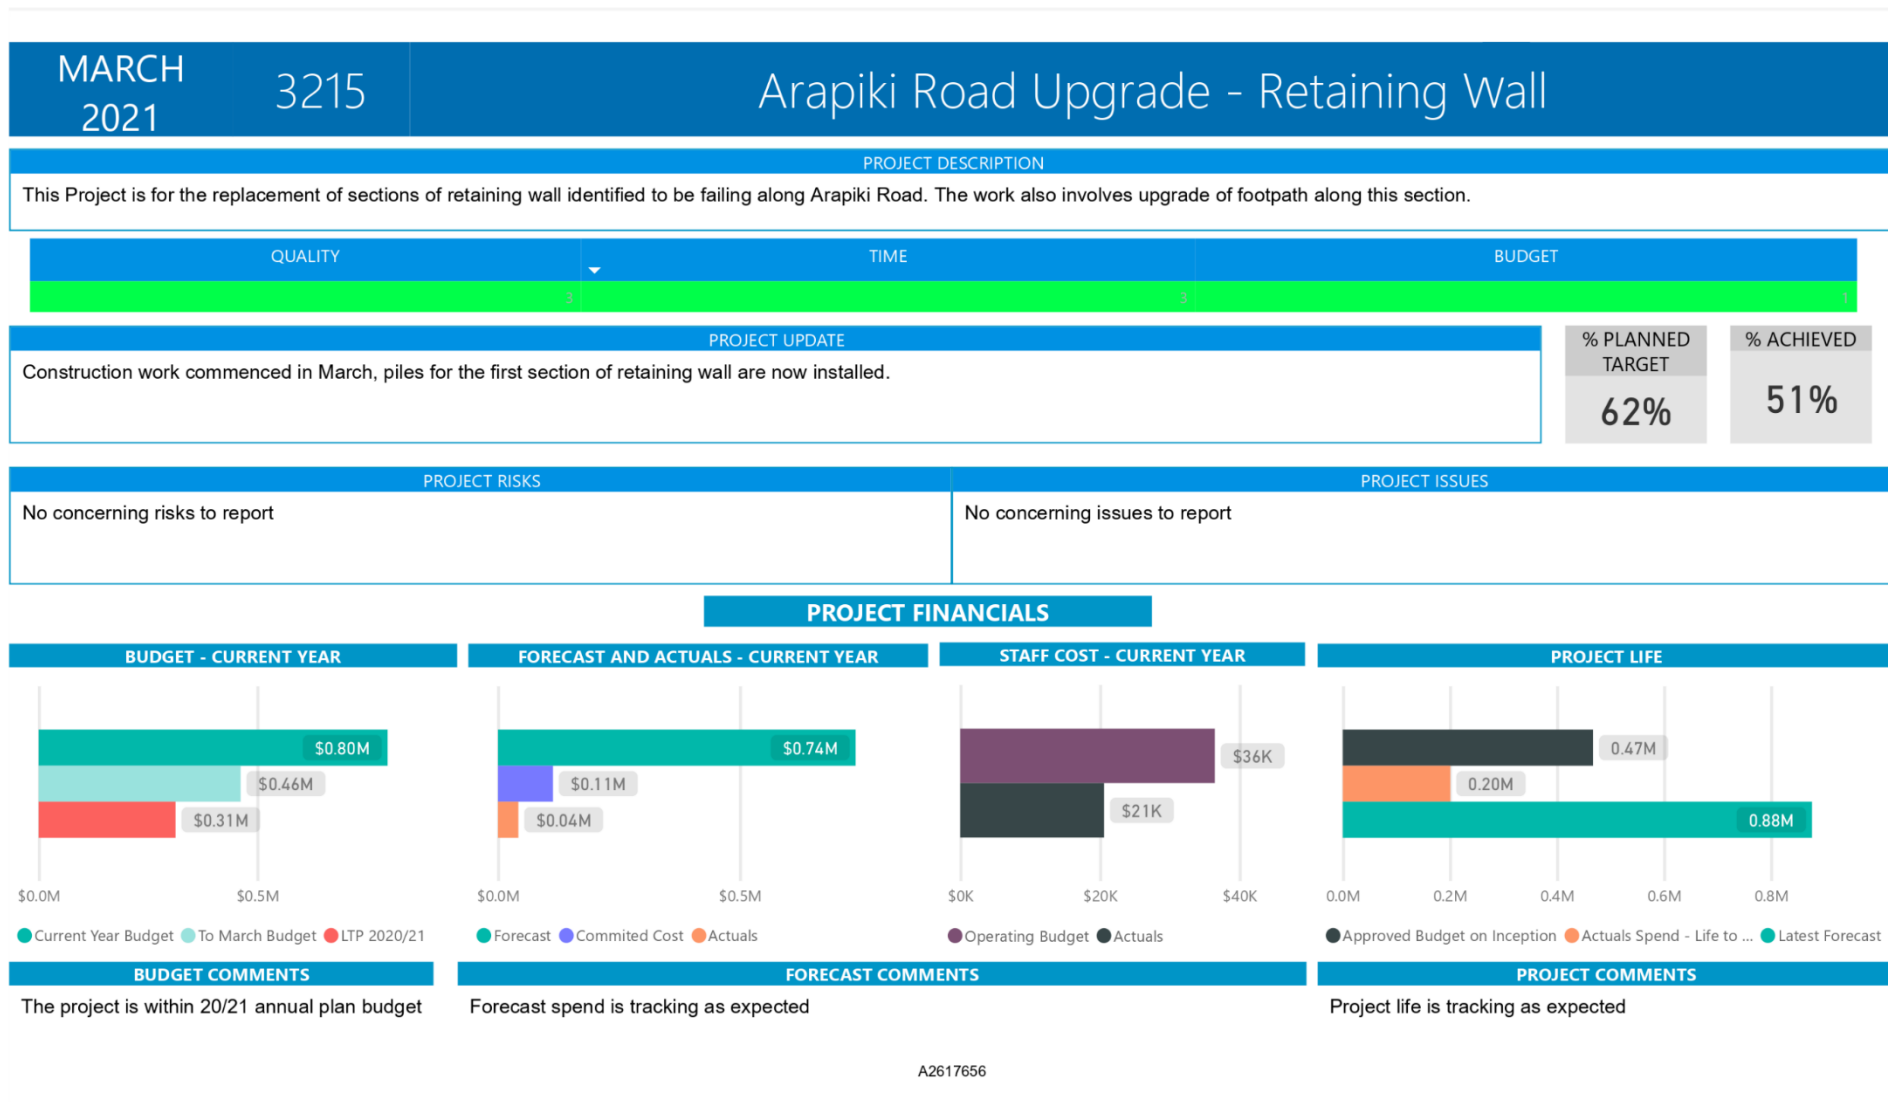 MARCH
2021
3215
Arapiki Road Upgrade - Retaining Wall
PROJECT DESCRIPTION
This Project is for the replacement of sections of retaining wall identified to be failing along Arapiki Road. The work also involves upgrade of footpath along this section.
QUALITY TIME BUDGET
3 3 1
PROJECT UPDATE
Construction work commenced in March, piles for the first section of retaining wall are now installed.
% PLANNED
TARGET
62%
% ACHIEVED
51%
PROJECT RISKS
No concerning risks to report
PROJECT ISSUES
No concerning issues to report
PROJECT FINANCIALS
BUDGET - CURRENT YEAR
$0.80M
$0.46M
$0.31M
$0.0M $0.5M
Current Year Budget To March Budget LTP 2020/21
FORECAST AND ACTUALS - CURRENT YEAR
$0.74M
$0.11M
$0.04M
$0.0M $0.5M
Forecast Commited Cost Actuals
STAFF COST - CURRENT YEAR
$36K
$21K
$0K $20K $40K
Operating Budget Actuals
PROJECT LIFE
0.47M
0.20M
0.88M
0.0M 0.2M 0.4M 0.6M 0.8M
Approved Budget on Inception Actuals Spend - Life to ... Latest Forecast
BUDGET COMMENTS
The project is within 20/21 annual plan budget
FORECAST COMMENTS
Forecast spend is tracking as expected
PROJECT COMMENTS
Project life is tracking as expected
A2617656